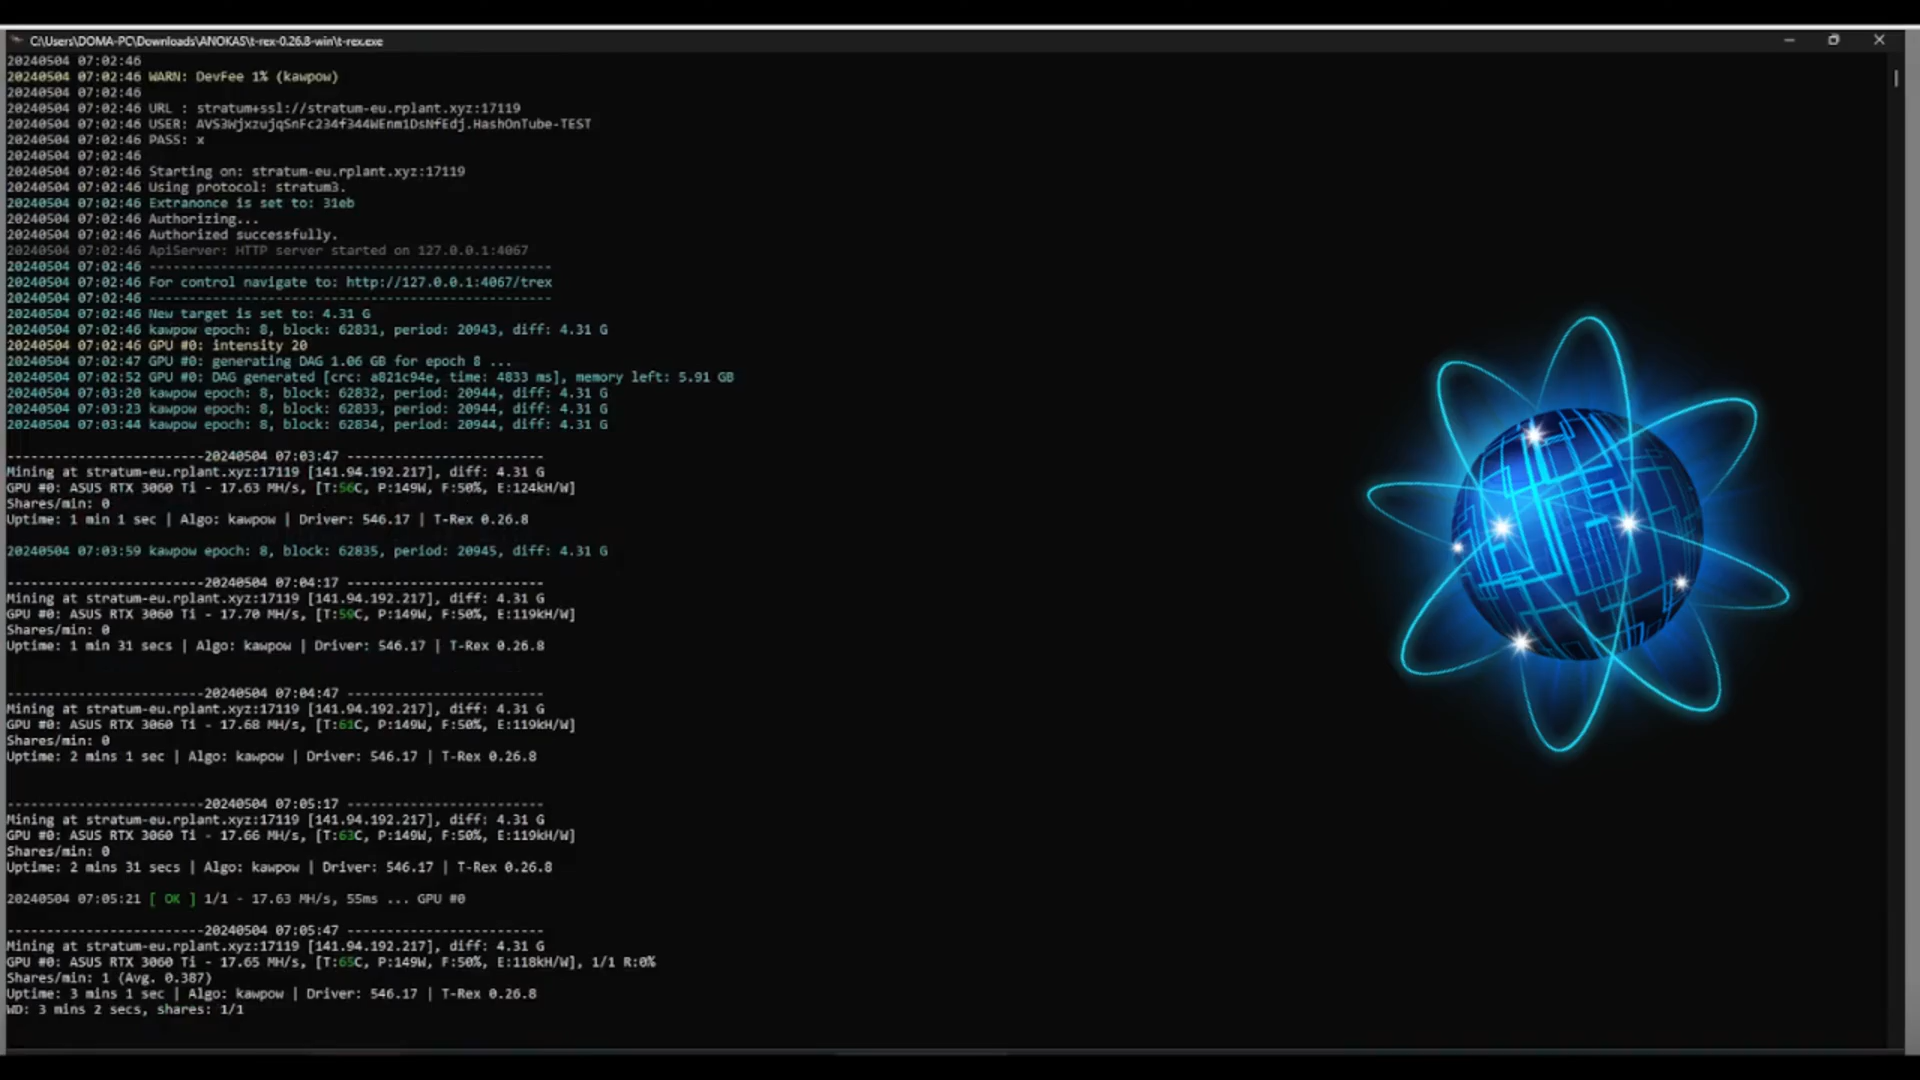 C:\Users\DOMA-PC\Downloads\ANOKAS\t-rex-0.26.8-win\t-rex.exe
20240504 07:02:46
20240504 07:02:46 WARN: DevFee 1% (kawpow)
20240504 07:02:46
20240504 07:02:46 URL : stratum+ssl://stratum-eu.rplant.xyz:17119
20240504 07:02:46 USER: AVS3WjxzujqSnFc234f344WEnm1DsNfEdj.HashOnTube-TEST
20240504 07:02:46 PASS: x
20240504 07:02:46
20240504 07:02:46 Starting on: stratum-eu.rplant.xyz:17119
20240504 07:02:46 Using protocol: stratum3.
20240504 07:02:46 Extranonce is set to: 31eb
20240504 07:02:46 Authorizing...
20240504 07:02:46 Authorized successfully.
20240504 07:02:46 ApiServer: HTTP server started on 127.0.0.1:4067
20240504 07:02:46 ---------------------------------------------------
20240504 07:02:46 For control navigate to: http://127.0.0.1:4067/trex
20240504 07:02:46 ---------------------------------------------------
20240504 07:02:46 New target is set to: 4.31 G
20240504 07:02:46 kawpow epoch: 8, block: 62831, period: 20943, diff: 4.31 G
20240504 07:02:46 GPU #0: intensity 20
20240504 07:02:47 GPU #0: generating DAG 1.06 GB for epoch 8 ...
20240504 07:02:52 GPU #0: DAG generated [crc: a821c94e, time: 4833 ms], memory left: 5.91 GB
20240504 07:03:20 kawpow epoch: 8, block: 62832, period: 20944, diff: 4.31 G
20240504 07:03:23 kawpow epoch: 8, block: 62833, period: 20944, diff: 4.31 G
20240504 07:03:44 kawpow epoch: 8, block: 62834, period: 20944, diff: 4.31 G
-------------------------20240504 07:03:47 -------------------------
Mining at stratum-eu.rplant.xyz:17119 [141.94.192.217], diff: 4.31 G
GPU #0: ASUS RTX 3060 Ti - 17.63 MH/s, [T:56C, P:149W, F:50%, E:124kH/W]
Shares/min: 0
Uptime: 1 min 1 sec | Algo: kawpow | Driver: 546.17 | T-Rex 0.26.8
20240504 07:03:59 kawpow epoch: 8, block: 62835, period: 20945, diff: 4.31 G
-------------------------20240504 07:04:17 -------------------------
Mining at stratum-eu.rplant.xyz:17119 [141.94.192.217], diff: 4.31 G
GPU #0: ASUS RTX 3060 Ti - 17.70 MH/s, [T:59C, P:149W, F:50%, E:119kH/W]
Shares/min: 0
Uptime: 1 min 31 secs | Algo: kawpow | Driver: 546.17 | T-Rex 0.26.8
-------------------------20240504 07:04:47 -------------------------
Mining at stratum-eu.rplant.xyz:17119 [141.94.192.217], diff: 4.31 G
GPU #0: ASUS RTX 3060 Ti - 17.68 MH/s, [T:61C, P:149W, F:50%, E:119kH/W]
Shares/min: 0
Uptime: 2 mins 1 sec | Algo: kawpow | Driver: 546.17 | T-Rex 0.26.8
-------------------------20240504 07:05:17 -------------------------
Mining at stratum-eu.rplant.xyz:17119 [141.94.192.217], diff: 4.31 G
GPU #0: ASUS RTX 3060 Ti - 17.66 MH/s, [T:63C, P:149W, F:50%, E:119kH/W]
Shares/min: 0
Uptime: 2 mins 31 secs | Algo: kawpow | Driver: 546.17 | T-Rex 0.26.8
20240504 07:05:21 [ OK ] 1/1 - 17.63 MH/s, 55ms ... GPU #0
-------------------------20240504 07:05:47 -------------------------
Mining at stratum-eu.rplant.xyz:17119 [141.94.192.217], diff: 4.31 G
GPU #0: ASUS RTX 3060 Ti - 17.65 MH/s, [T:65C, P:149W, F:50%, E:118kH/W], 1/1 R:0%
Shares/min: 1 (Avg. 0.387)
Uptime: 3 mins 1 sec | Algo: kawpow | Driver: 546.17 | T-Rex 0.26.8
WD: 3 mins 2 secs, shares: 1/1